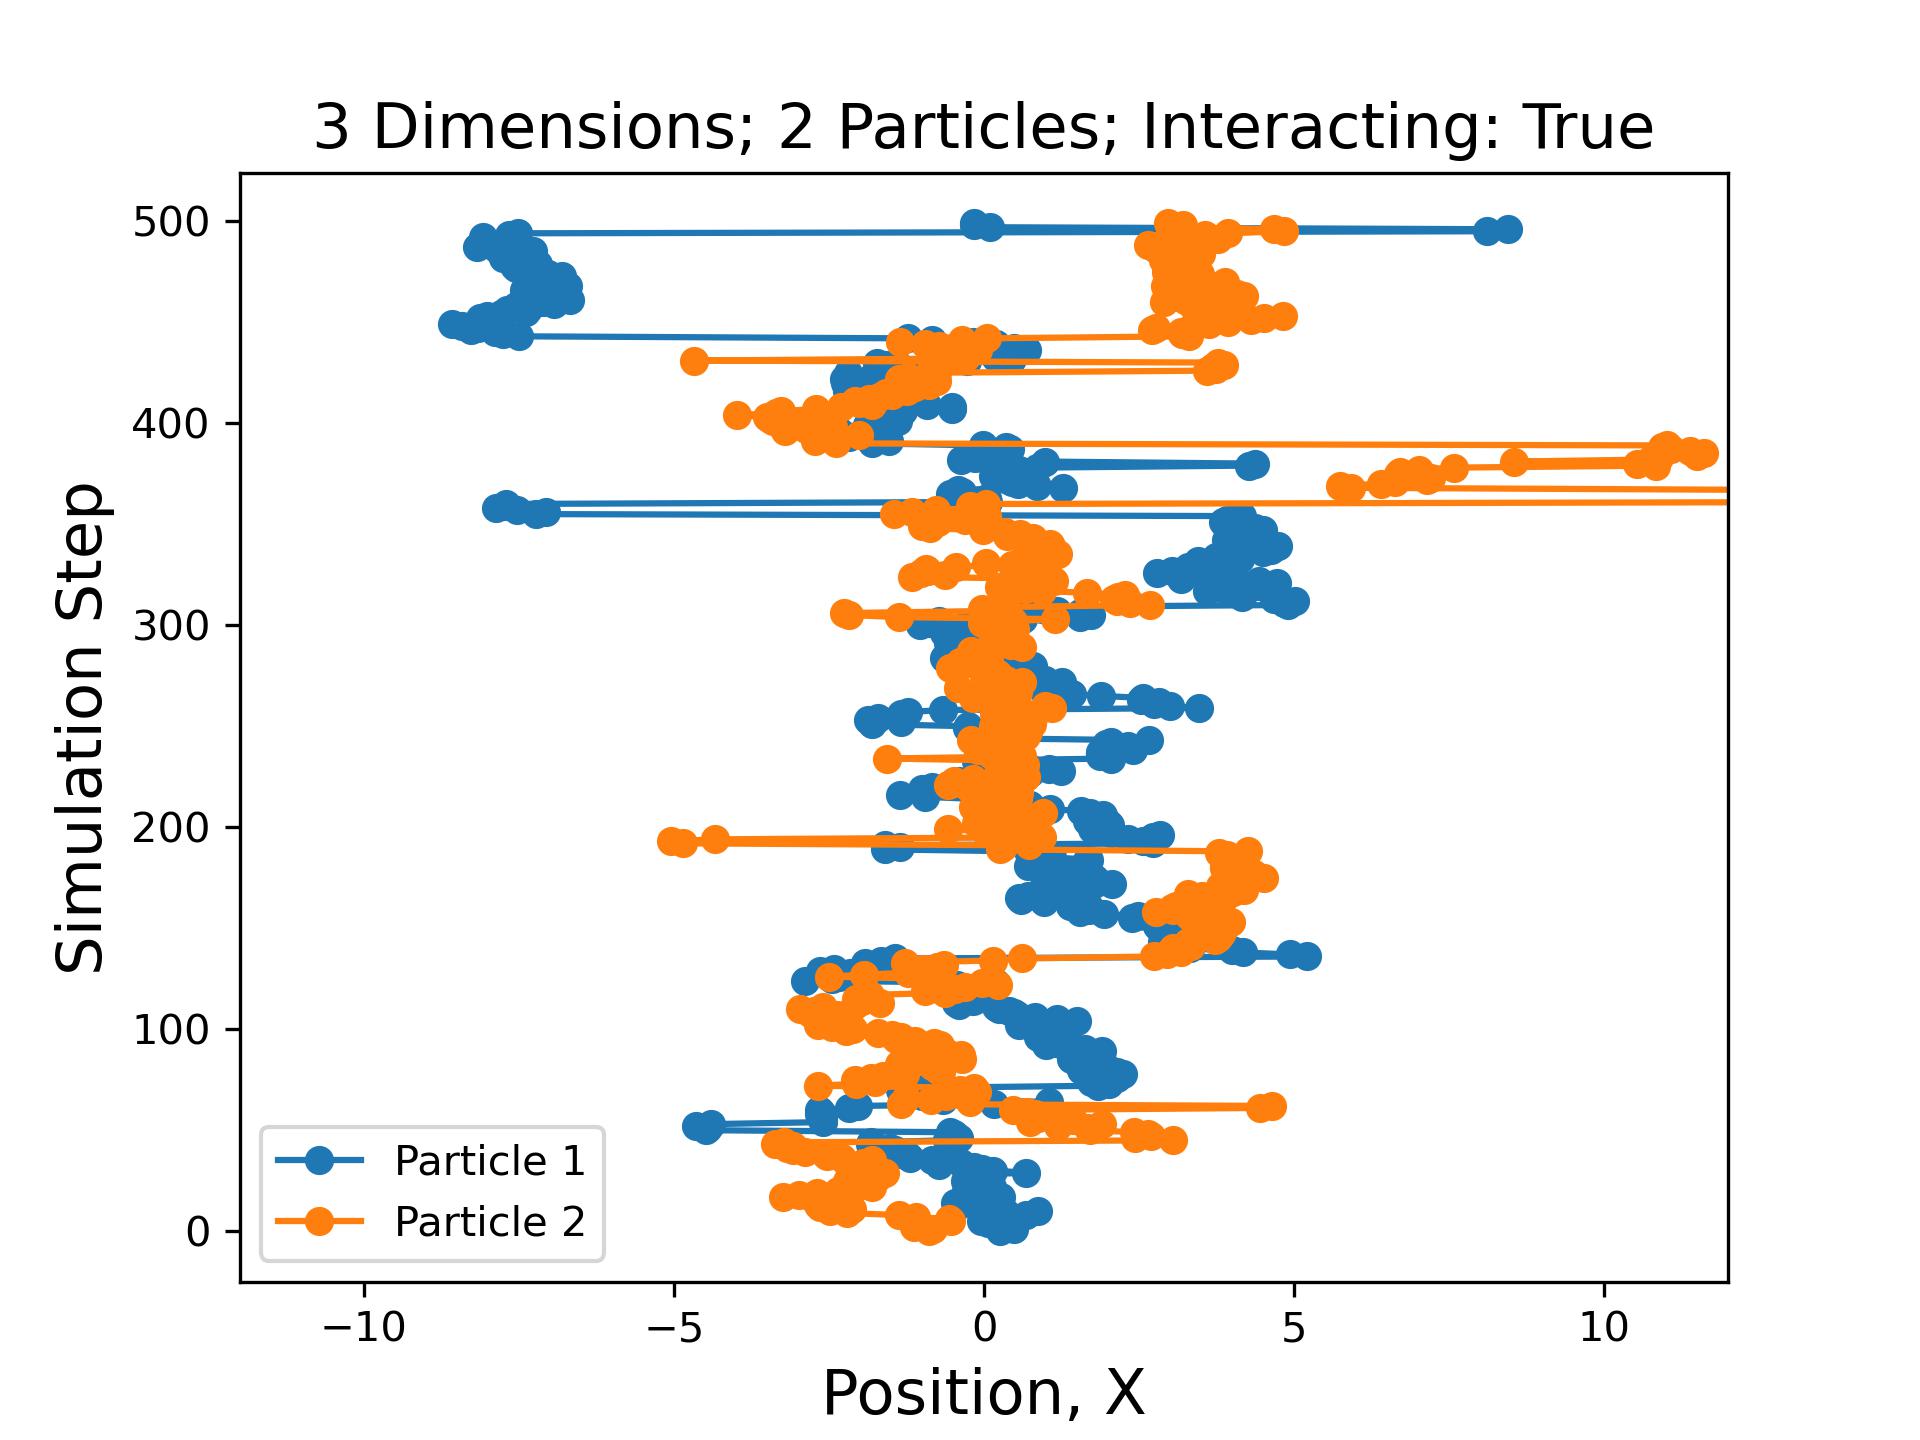 3 Dimensions; 2 Particles; Interacting: True
Simulation Step
500
400
300
200
100
0
Particle 1
Particle 2
−10
−5
0
5
10
Position, X